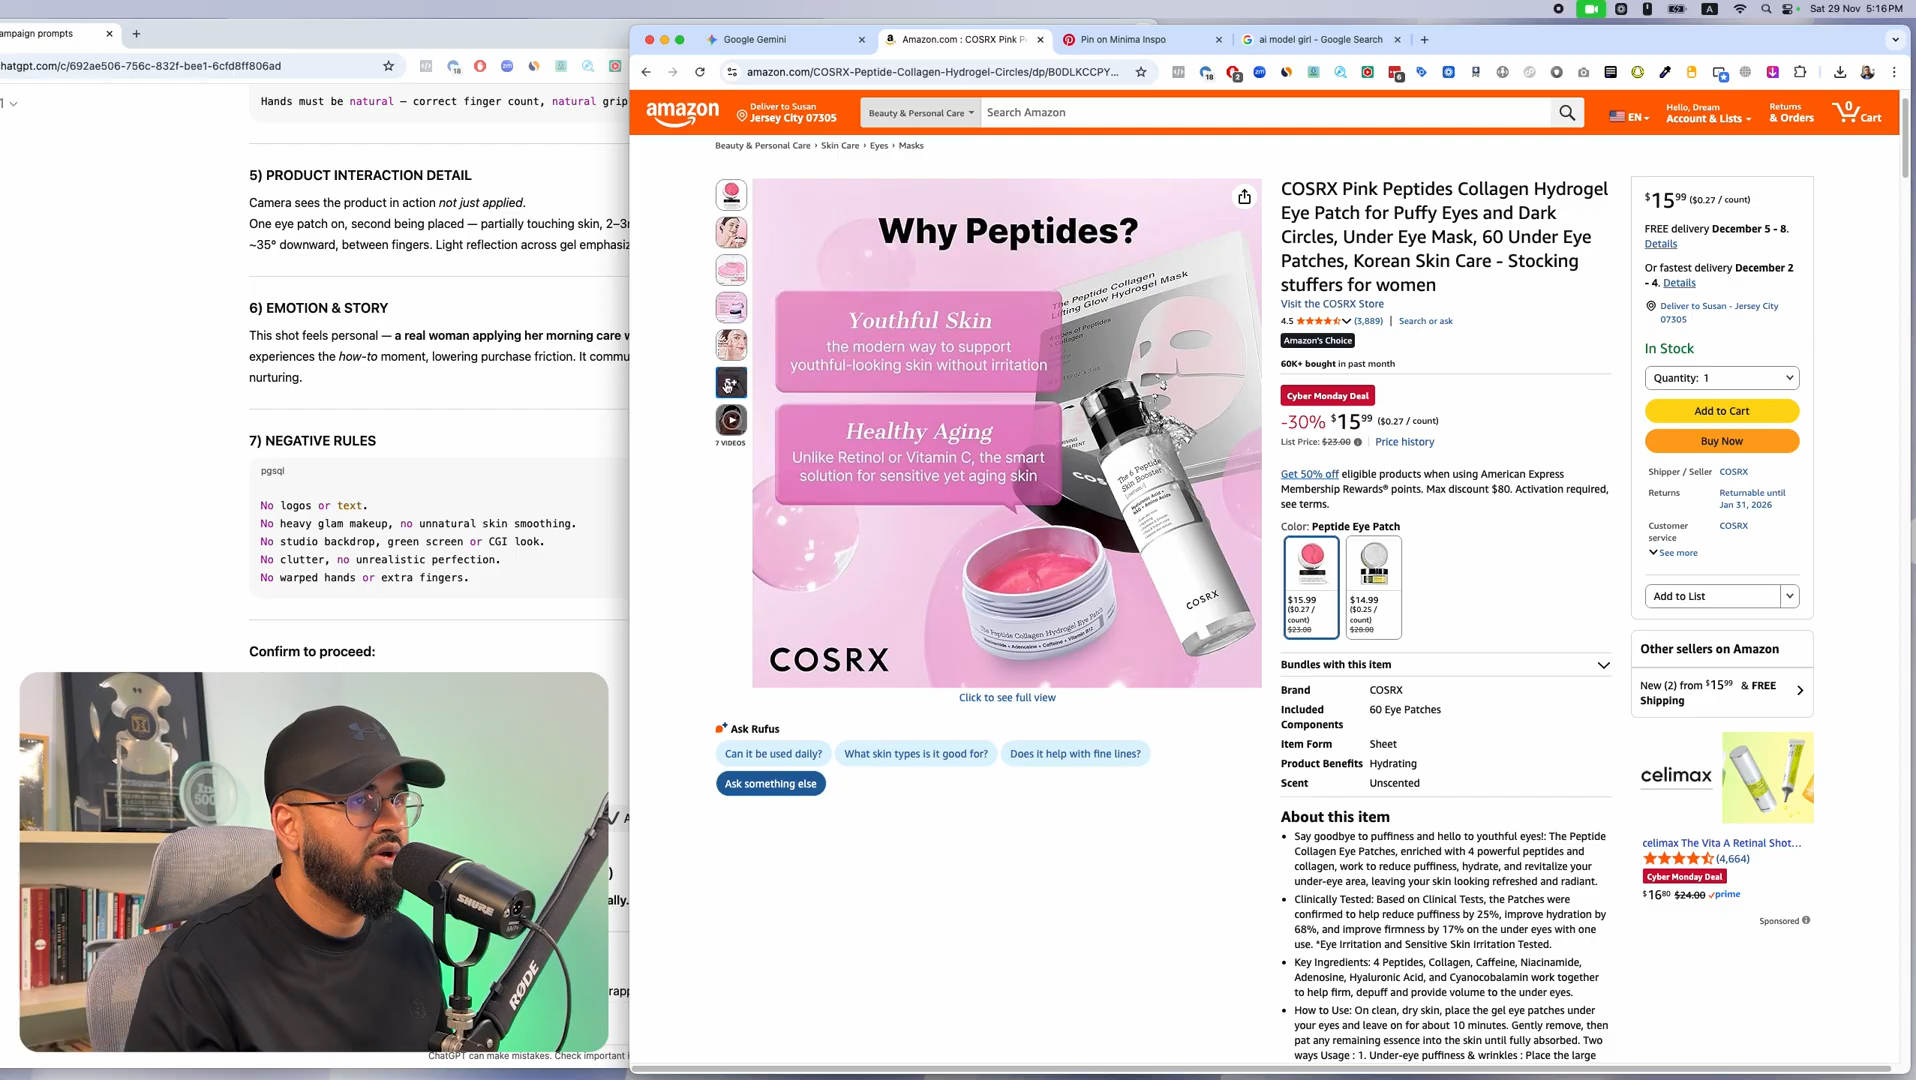 Sat 29 Nov 5:16 PM
ampaign prompts
hatgpt.com/c/692ae506-756c-832f-bee1-6cfd8ff806ad
Hands must be natural — correct finger count, natural grip
5) PRODUCT INTERACTION DETAIL
Camera sees the product in action not just applied.
One eye patch on, second being placed — partially touching skin, 2–3
~35° downward, between fingers. Light reflection across gel emphasiz
6) EMOTION & STORY
This shot feels personal — a real woman applying her morning care
experiences the how-to moment, lowering purchase friction. It commu
nurturing.
7) NEGATIVE RULES
pgsql
No logos or text.
No heavy glam makeup, no unnatural skin smoothing.
No studio backdrop, green screen or CGI look.
No clutter, no unrealistic perfection.
No warped hands or extra fingers.
Confirm to proceed:
ChatGPT can make mistakes. Check important i
SHURE
RØDE
Google Gemini
Amazon.com : COSRX Pink P
Pin on Minima Inspo
ai model girl - Google Search
amazon.com/COSRX-Peptide-Collagen-Hydrogel-Circles/dp/B0DLKCCPY...
amazon
Deliver to Susan
Jersey City 07305
Beauty & Personal Care
Search Amazon
EN
Hello, Dream
Account & Lists
Returns
& Orders
0
Cart
Beauty & Personal Care › Skin Care › Eyes › Masks
5+
7 VIDEOS
Why Peptides?
Youthful Skin
the modern way to support
youthful-looking skin without irritation
Healthy Aging
Unlike Retinol or Vitamin C, the smart
solution for sensitive yet aging skin
The Peptide Collagen
Lifting Glow Hydrogel Mask
The 6 Peptide
Skin Booster
COSRX
The Peptide Collagen Hydrogel Eye Patch
Niacinamide + Adenosine + Caffeine + Vitamin B12
COSRX
Click to see full view
Ask Rufus
Can it be used daily?
What skin types is it good for?
Does it help with fine lines?
Ask something else
COSRX Pink Peptides Collagen Hydrogel
Eye Patch for Puffy Eyes and Dark
Circles, Under Eye Mask, 60 Under Eye
Patches, Korean Skin Care - Stocking
stuffers for women
Visit the COSRX Store
4.5 (3,889) | Search or ask
Amazon's Choice
60K+ bought in past month
Cyber Monday Deal
-30% $15.99 ($0.27 / count)
List Price: $23.00 Price history
Get 50% off eligible products when using American Express
Membership Rewards® points. Max discount $80. Activation required,
see terms.
Color: Peptide Eye Patch
$15.99
($0.27 /
count)
$23.00
$14.99
($0.25 /
count)
$28.00
Bundles with this item
Brand COSRX
Included
Components
60 Eye Patches
Item Form Sheet
Product Benefits Hydrating
Scent Unscented
About this item
Say goodbye to puffiness and hello to youthful eyes!: The Peptide
Collagen Eye Patches, enriched with 4 powerful peptides and
collagen, work to reduce puffiness, hydrate, and revitalize your
under-eye area, leaving your skin looking refreshed and radiant.
Clinically Tested: Based on Clinical Tests, the Patches were
confirmed to help reduce puffiness by 25%, improve hydration by
68%, and improve firmness by 17% on the under eyes with one
use. *Eye Irritation and Sensitive Skin Irritation Tested.
Key Ingredients: 4 Peptides, Collagen, Caffeine, Niacinamide,
Adenosine, Hyaluronic Acid, and Cyanocobalamin work together
to help firm, depuff and provide volume to the under eyes.
How to Use: On clean, dry skin, place the gel eye patches under
your eyes and leave on for about 10 minutes. Gently remove, then
pat any remaining essence into the skin until fully absorbed. Two
ways Usage : 1. Under-eye puffiness & wrinkles : Place the large
$15.99 ($0.27 / count)
FREE delivery December 5 - 8.
Details
Or fastest delivery December 2
- 4. Details
Deliver to Susan - Jersey City
07305
In Stock
Quantity: 1
Add to Cart
Buy Now
Shipper / Seller COSRX
Returns Returnable until
Jan 31, 2026
Customer
service
COSRX
See more
Add to List
Other sellers on Amazon
New (2) from $15.99 & FREE
Shipping
celimax
celimax The Vita A Retinal Shot...
(4,664)
Cyber Monday Deal
$16.80 $24.00 prime
Sponsored